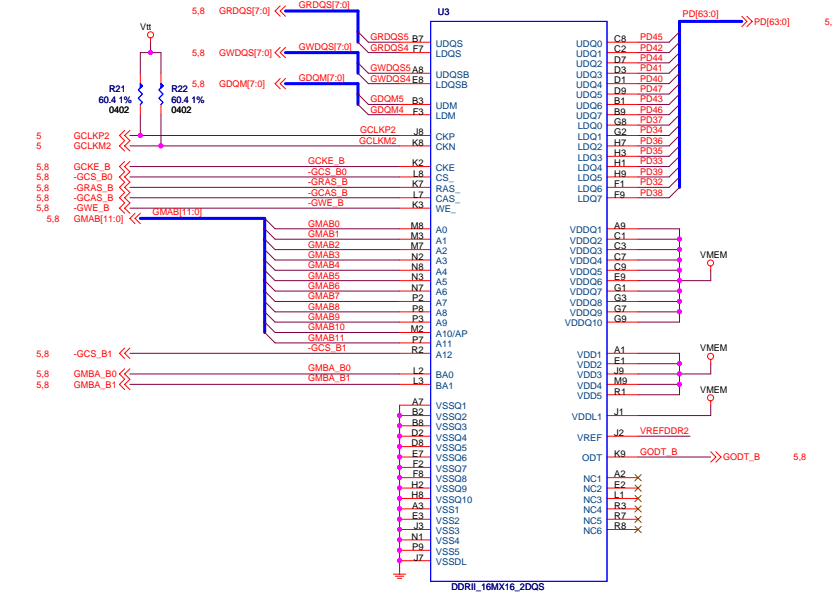 U3
5,8 GRDQS[7:0] GRDQS[7:0] PD[63:0] PD[63:0] 5,
GRDQS5 B7 UDQS UDQ0 C8 PD45
Vtt
5,8 GWDQS[7:0] GWDQS[7:0] GRDQS4 F7 LDQS UDQ1 C2 PD42
UDQ2 D7 PD44
GWDQS5 A8 UDQSB UDQ3 D3 PD41
R21 R22 5,8 GDQM[7:0] GDQM[7:0] GWDQS4 E8 LDQSB UDQ4 D1 PD40
60.4 1% 60.4 1% UDQ5 D9 PD47
0402 0402 GDQM5 B3 UDM UDQ6 B1 PD43
GDQM4 F3 LDM UDQ7 B9 PD46
LDQ0 G8 PD37
5 GCLKP2 GCLKP2 J8 CKP LDQ1 G2 PD34
5 GCLKM2 GCLKM2 K8 CKN LDQ2 H7 PD36
LDQ3 H3 PD35
5,8 GCKE_B GCKE_B K2 CKE LDQ4 H1 PD33
5,8 -GCS_B0 -GCS_B0 L8 CS_ LDQ5 H9 PD39
5,8 -GRAS_B -GRAS_B K7 RAS_ LDQ6 F1 PD32
5,8 -GCAS_B -GCAS_B L7 CAS_ LDQ7 F9 PD38
5,8 -GWE_B -GWE_B K3 WE_
5,8 GMAB[11:0] GMAB[11:0]
GMAB0 M8 A0 VDDQ1 A9
GMAB1 M3 A1 VDDQ2 C1
GMAB2 M7 A2 VDDQ3 C3
GMAB3 N2 A3 VDDQ4 C7 VMEM
GMAB4 N8 A4 VDDQ5 C9
GMAB5 N3 A5 VDDQ6 E9
GMAB6 N7 A6 VDDQ7 G1
GMAB7 P2 A7 VDDQ8 G3
GMAB8 P8 A8 VDDQ9 G7
GMAB9 P3 A9 VDDQ10 G9
GMAB10 M2 A10/AP
GMAB11 P7 A11
5,8 -GCS_B1 -GCS_B1 R2 A12 VDD1 A1 VMEM
VDD2 E1
5,8 GMBA_B0 GMBA_B0 L2 BA0 VDD3 J9
5,8 GMBA_B1 GMBA_B1 L3 BA1 VDD4 M9
VDD5 R1 VMEM
A7 VSSQ1
B2 VSSQ2 VDDL1 J1
B8 VSSQ3
D2 VSSQ4 VREF J2 VREFDDR2
D8 VSSQ5
E7 VSSQ6 ODT K9 GODT_B GODT_B 5,8
F2 VSSQ7
F8 VSSQ8 NC1 A2
H2 VSSQ9 NC2 E2
H8 VSSQ10 NC3 L1
A3 VSS1 NC4 R3
E3 VSS2 NC5 R7
J3 VSS3 NC6 R8
N1 VSS4
P9 VSS5
J7 VSSDL
DDRII_16MX16_2DQS